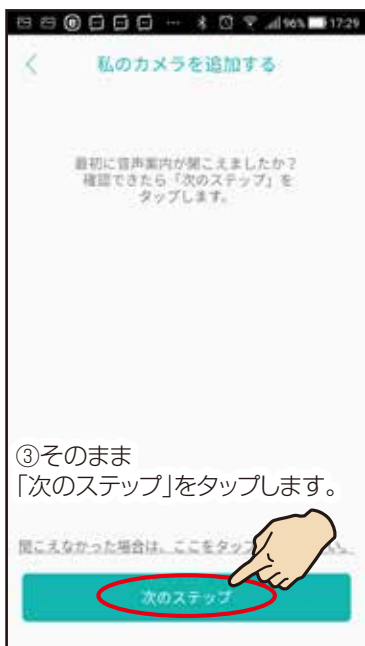 96% 17:29
私のカメラを追加する
最初に音声案内が聞こえましたか?
確認できたら「次のステップ」を
タップします。
③そのまま
「次のステップ」をタップします。
聞こえなかった場合は、ここをタップ
い。
次のステップ